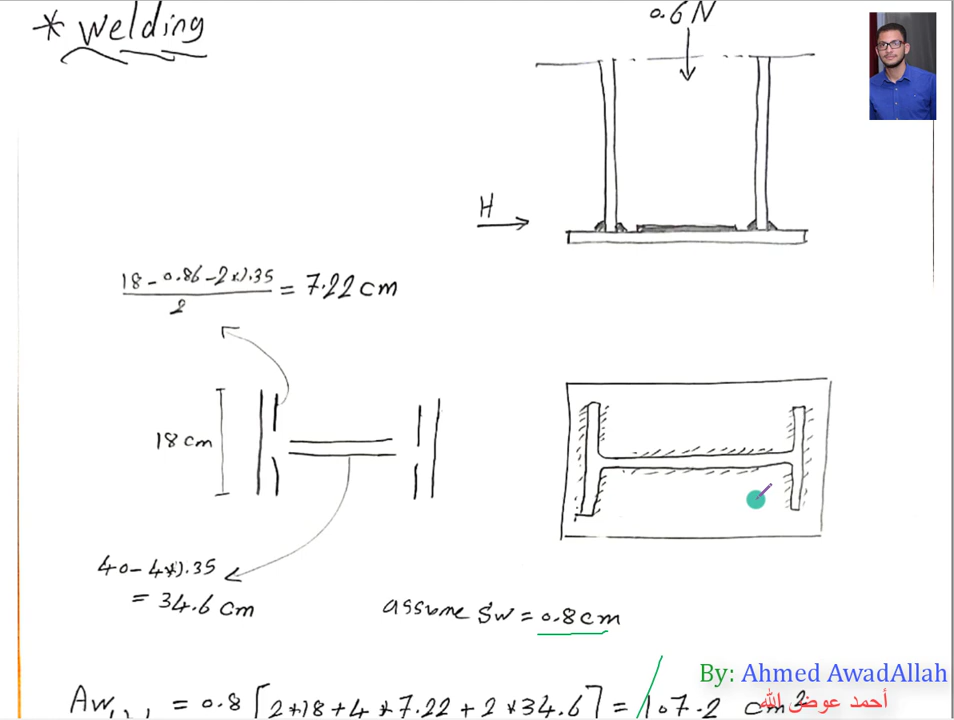 * Welding
0.6 N
H
18 - 0.86 - 2*1.35 / 2 = 7.22 cm
18 cm
40 - 4*1.35
= 34.6 cm
assume Sw = 0.8 cm
Aw = 0.8 [2*18 + 4*7.22 + 2*34.6] = 107.2 cm²
By: Ahmed AwadAllah
أحمد عوض الله